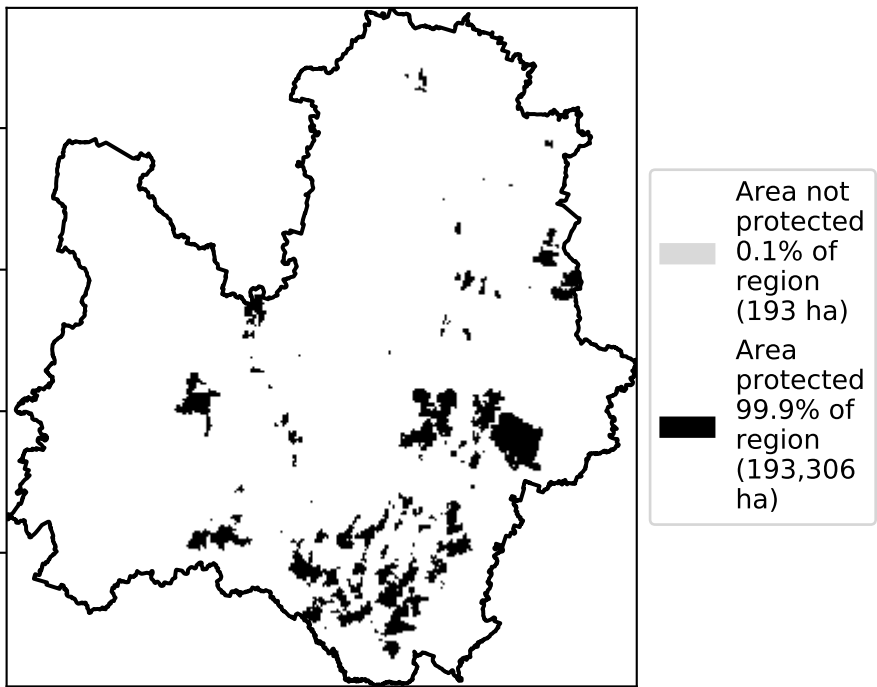 Area not
protected
0.1% of
region
(193 ha)
Area
protected
99.9% of
region
(193,306
ha)